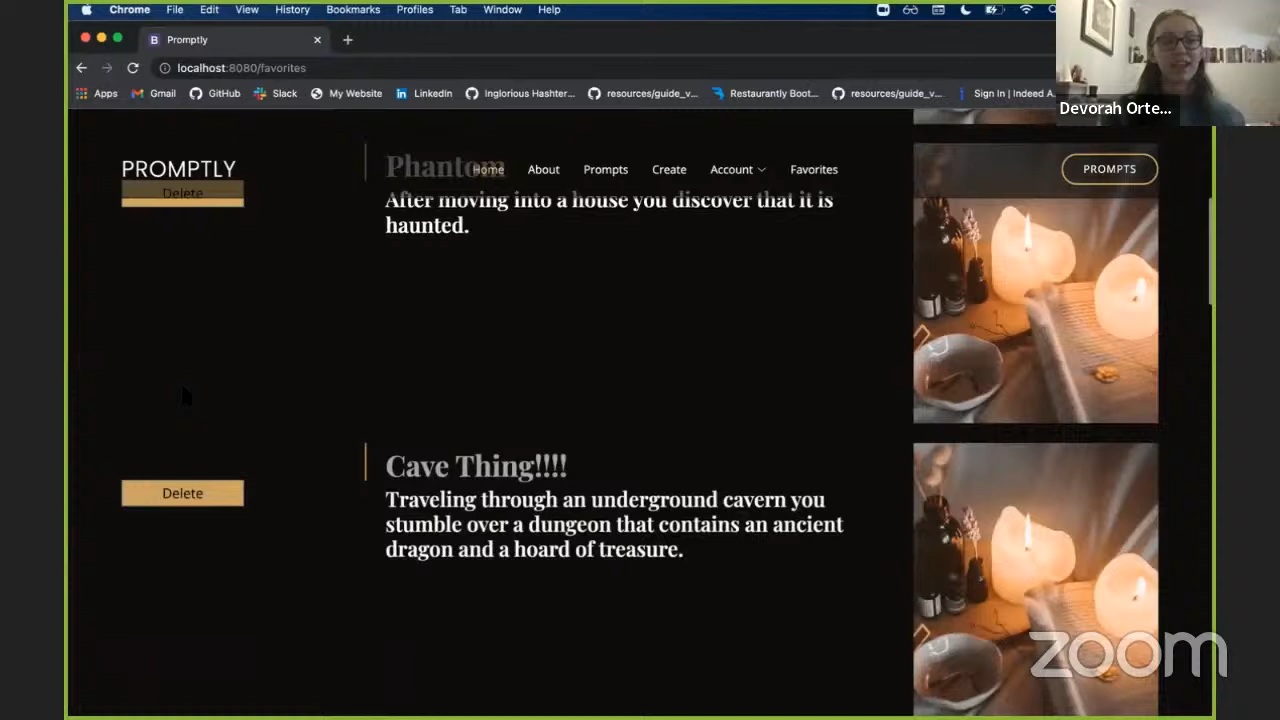 Chrome File Edit View History Bookmarks Profiles Tab Window Help
B Promptly
localhost:8080/favorites
Apps Gmail GitHub Slack My Website LinkedIn Inglorious Hashter... resources/guide_v... Restaurantly Boot... resources/guide_v... Sign In | Indeed A
Devorah Orte...
PROMPTLY Home About Prompts Create Account Favorites PROMPTS
Delete
Phantom
After moving into a house you discover that it is
haunted.
Delete
Cave Thing!!!!
Traveling through an underground cavern you
stumble over a dungeon that contains an ancient
dragon and a hoard of treasure.
zoom